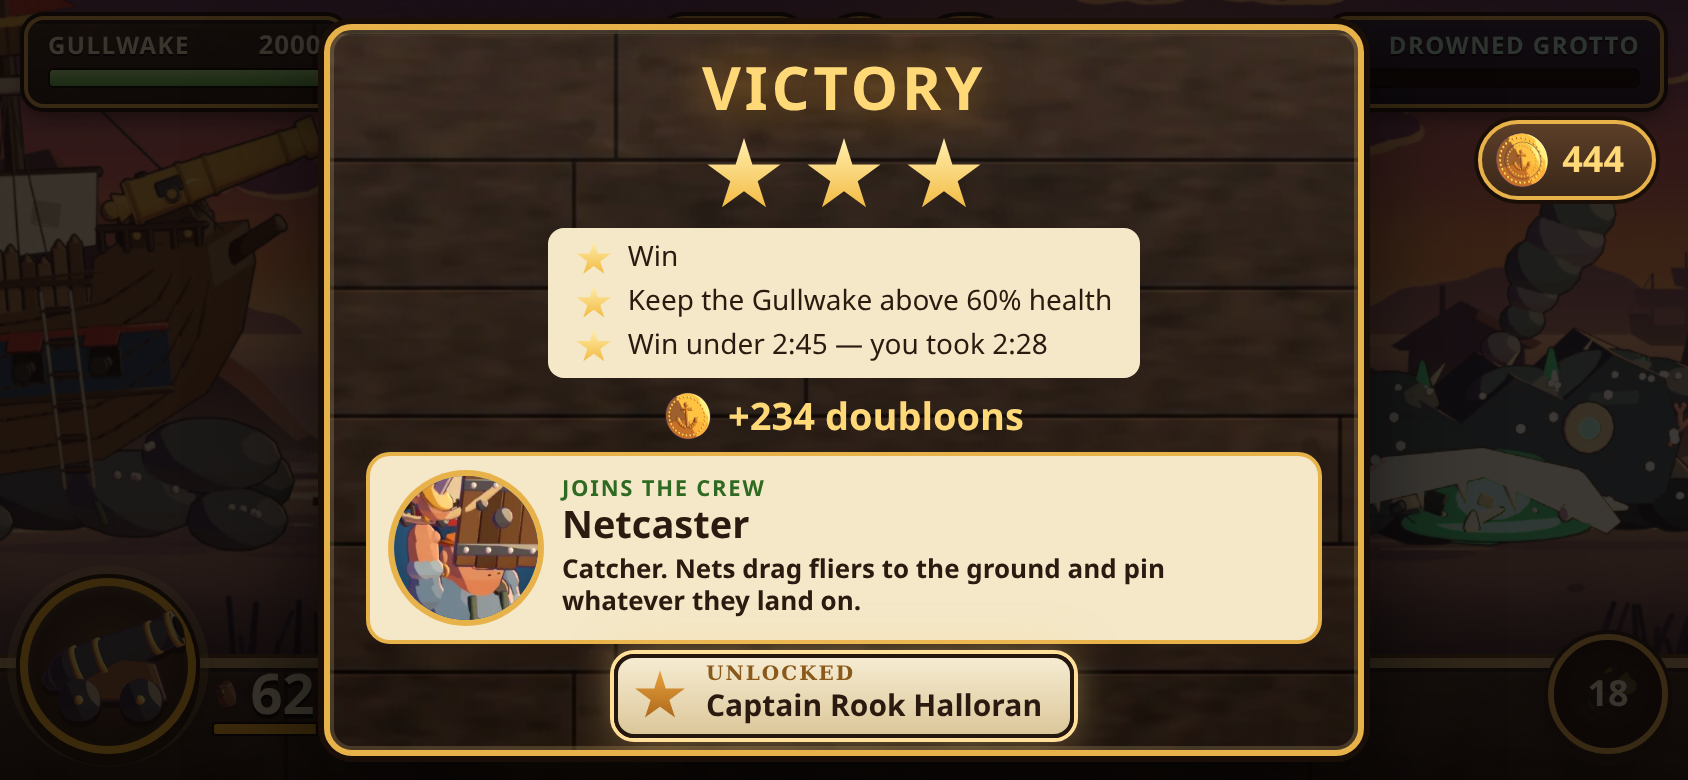 GULLWAKE 2000
DROWNED GROTTO
444
VICTORY
Win
Keep the Gullwake above 60% health
Win under 2:45 — you took 2:28
+234 doubloons
JOINS THE CREW
Netcaster
Catcher. Nets drag fliers to the ground and pin
whatever they land on.
UNLOCKED
Captain Rook Halloran
62
18